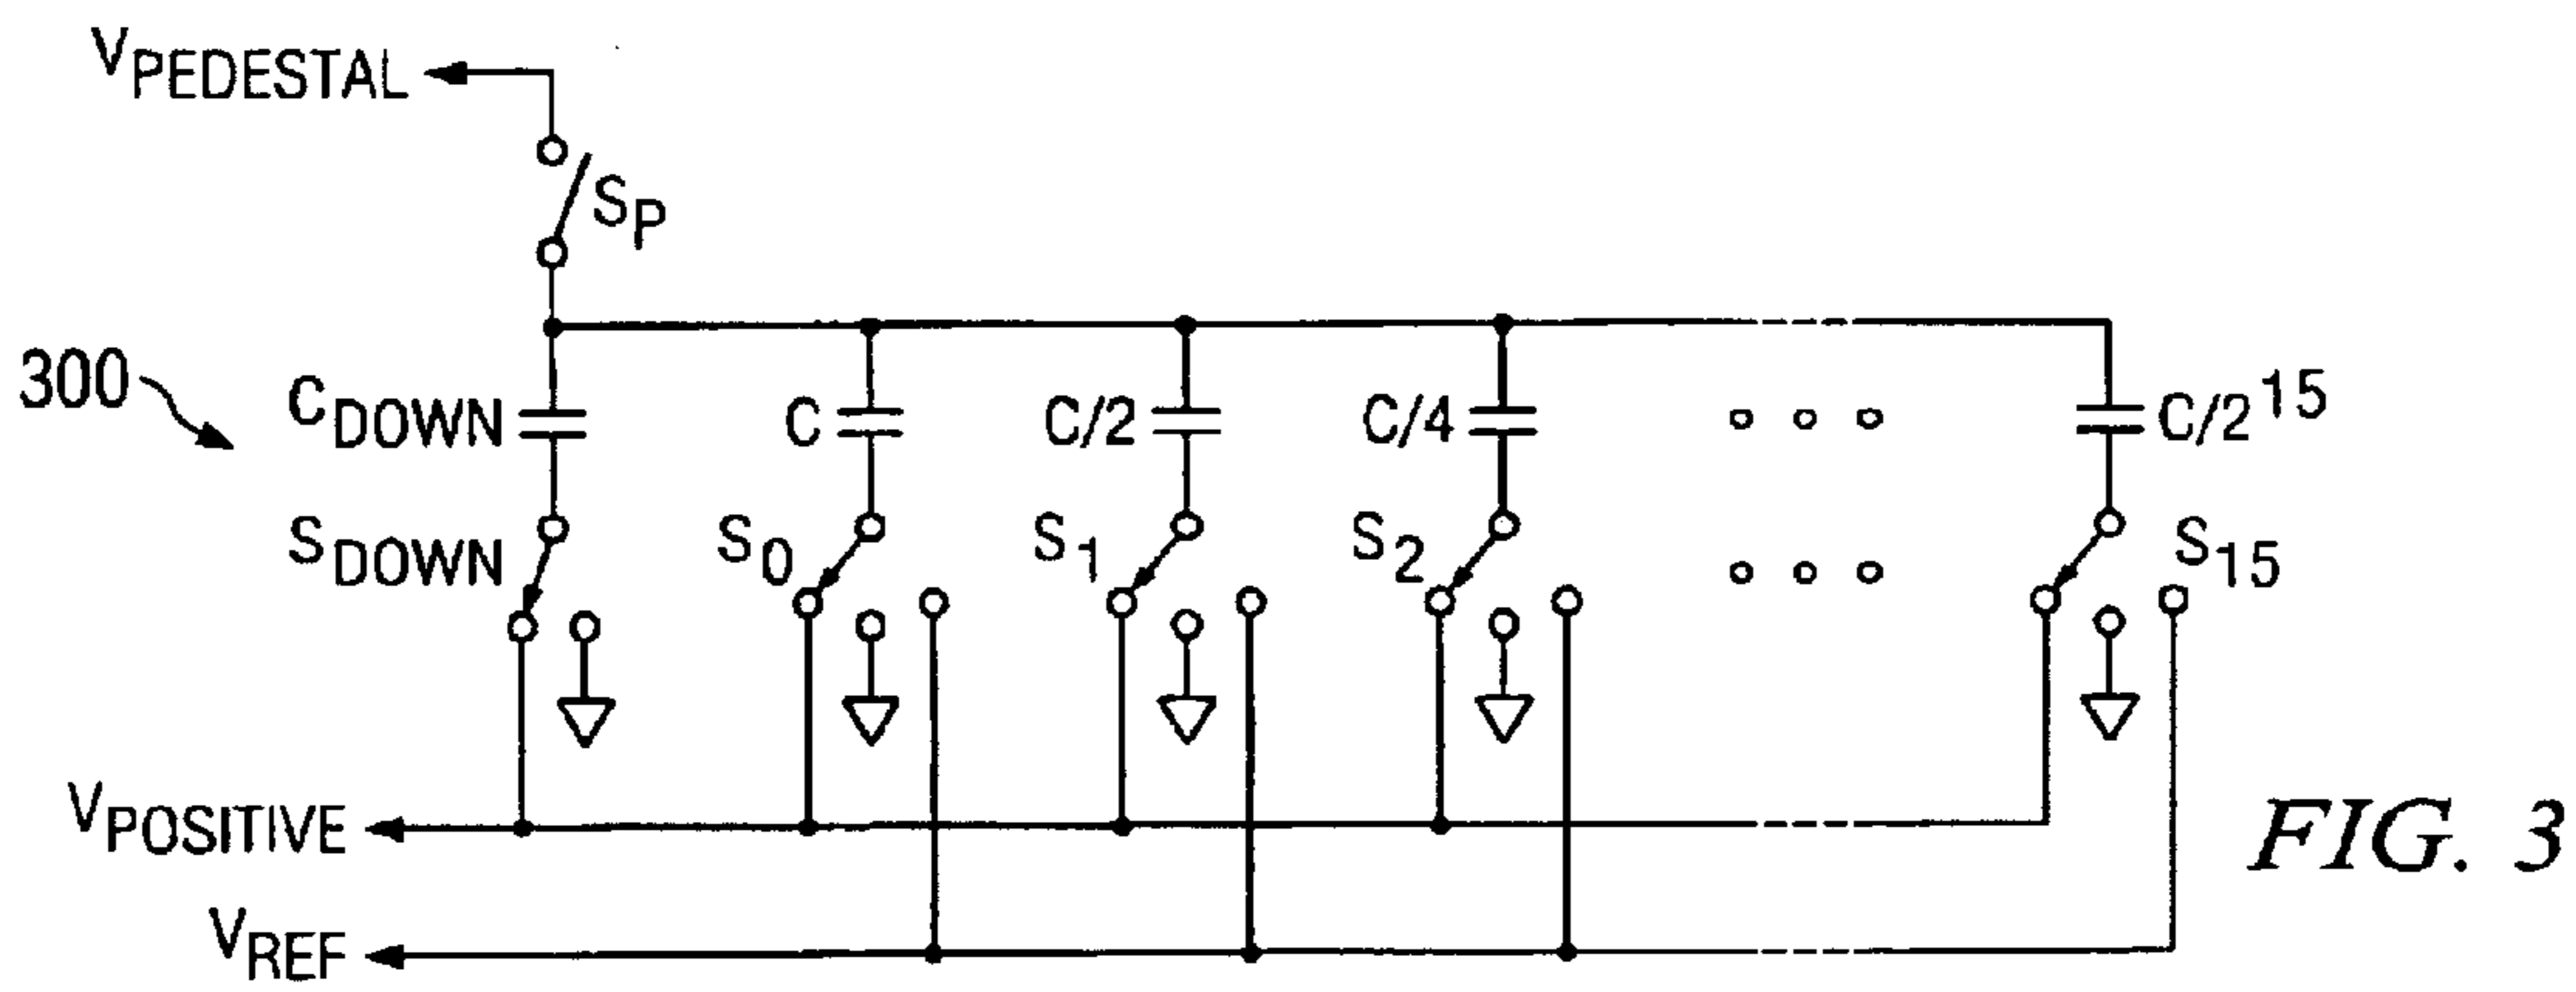 VPEDESTAL
SP
300
CDOWN
C
C/2
C/4
C/2^15
SDOWN
S0
S1
S2
S15
VPOSITIVE
VREF
FIG. 3